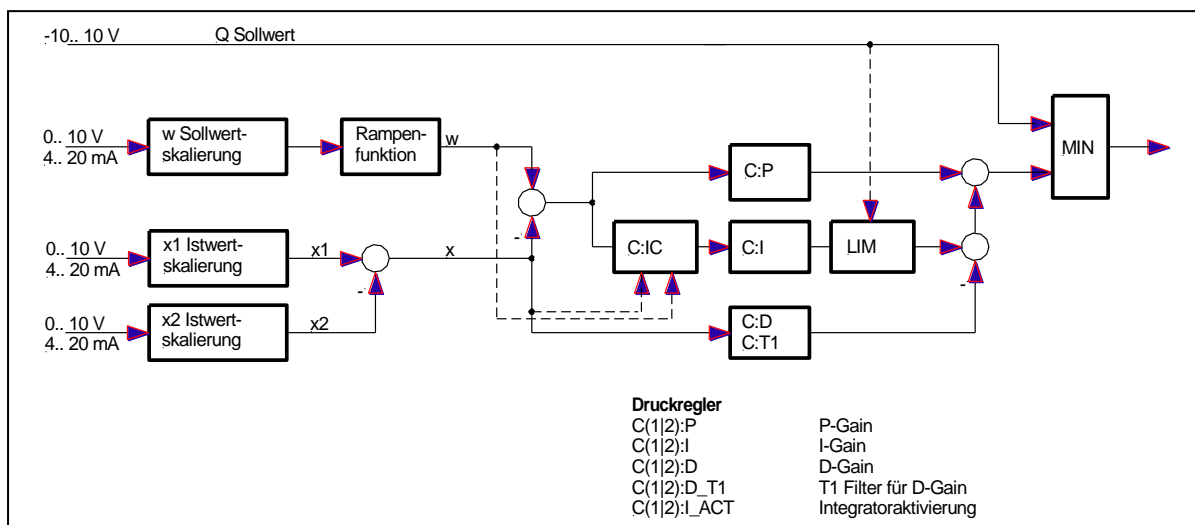 -10.. 10 V Q Sollwert
0.. 10 V
4.. 20 mA
w Sollwert-
skalierung
Rampen-
funktion
w
C:P
MIN
0.. 10 V
4.. 20 mA
x1 Istwert-
skalierung
x1
x
-
-
C:IC
C:I
LIM
-
0.. 10 V
4.. 20 mA
x2 Istwert-
skalierung
x2
C:D
C:T1
Druckregler
C(1|2):P P-Gain
C(1|2):I I-Gain
C(1|2):D D-Gain
C(1|2):D_T1 T1 Filter für D-Gain
C(1|2):I_ACT Integratoraktivierung